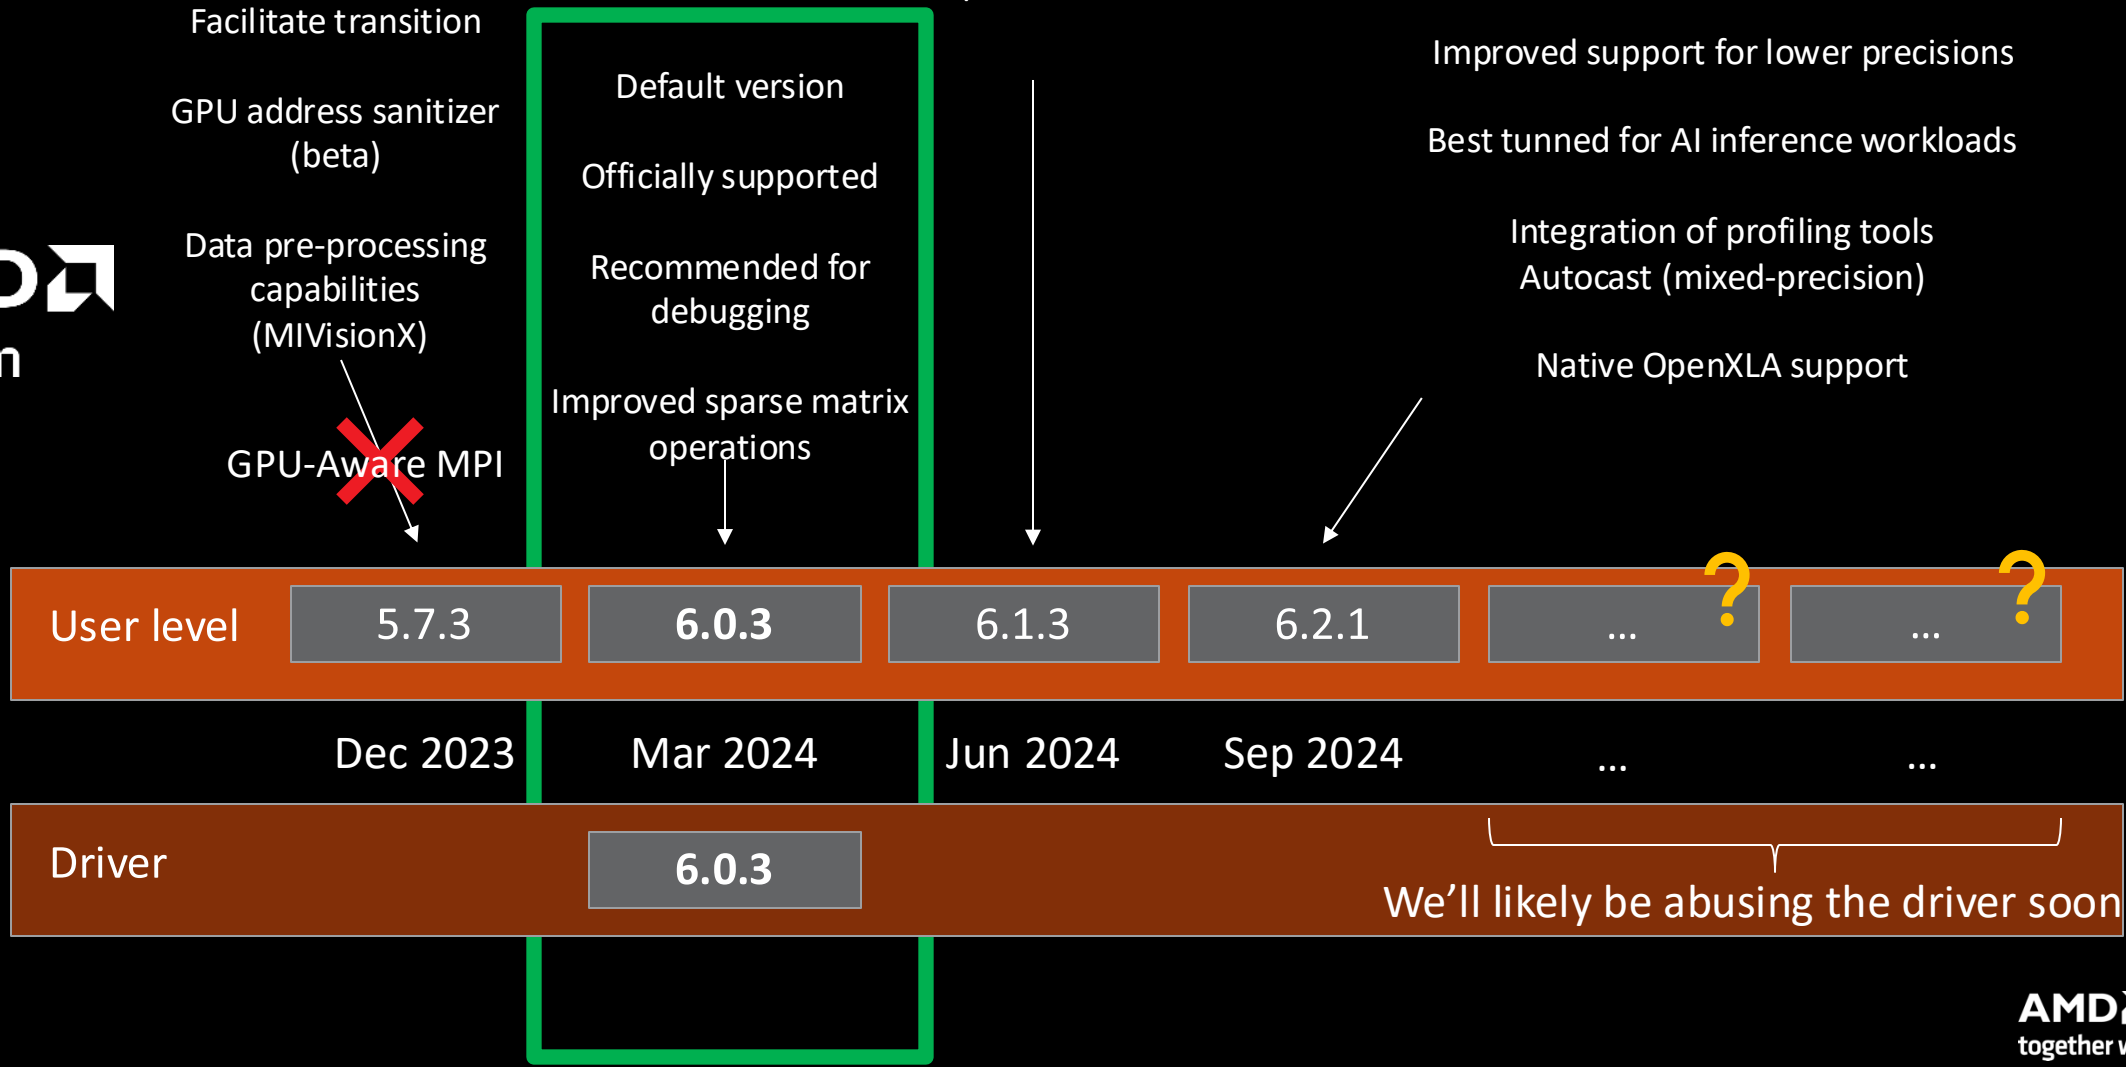 Facilitate transition
GPU address sanitizer
(beta)
Data pre-processing
capabilities
(MIVisionX)
GPU-Aware MPI
Default version
Officially supported
Recommended for
debugging
Improved sparse matrix
operations
Improved support for lower precisions
Best tunned for AI inference workloads
Integration of profiling tools
Autocast (mixed-precision)
Native OpenXLA support
User level
5.7.3
6.0.3
6.1.3
6.2.1
... ?
... ?
Dec 2023
Mar 2024
Jun 2024
Sep 2024
...
...
Driver
6.0.3
We'll likely be abusing the driver soon
AMD
together